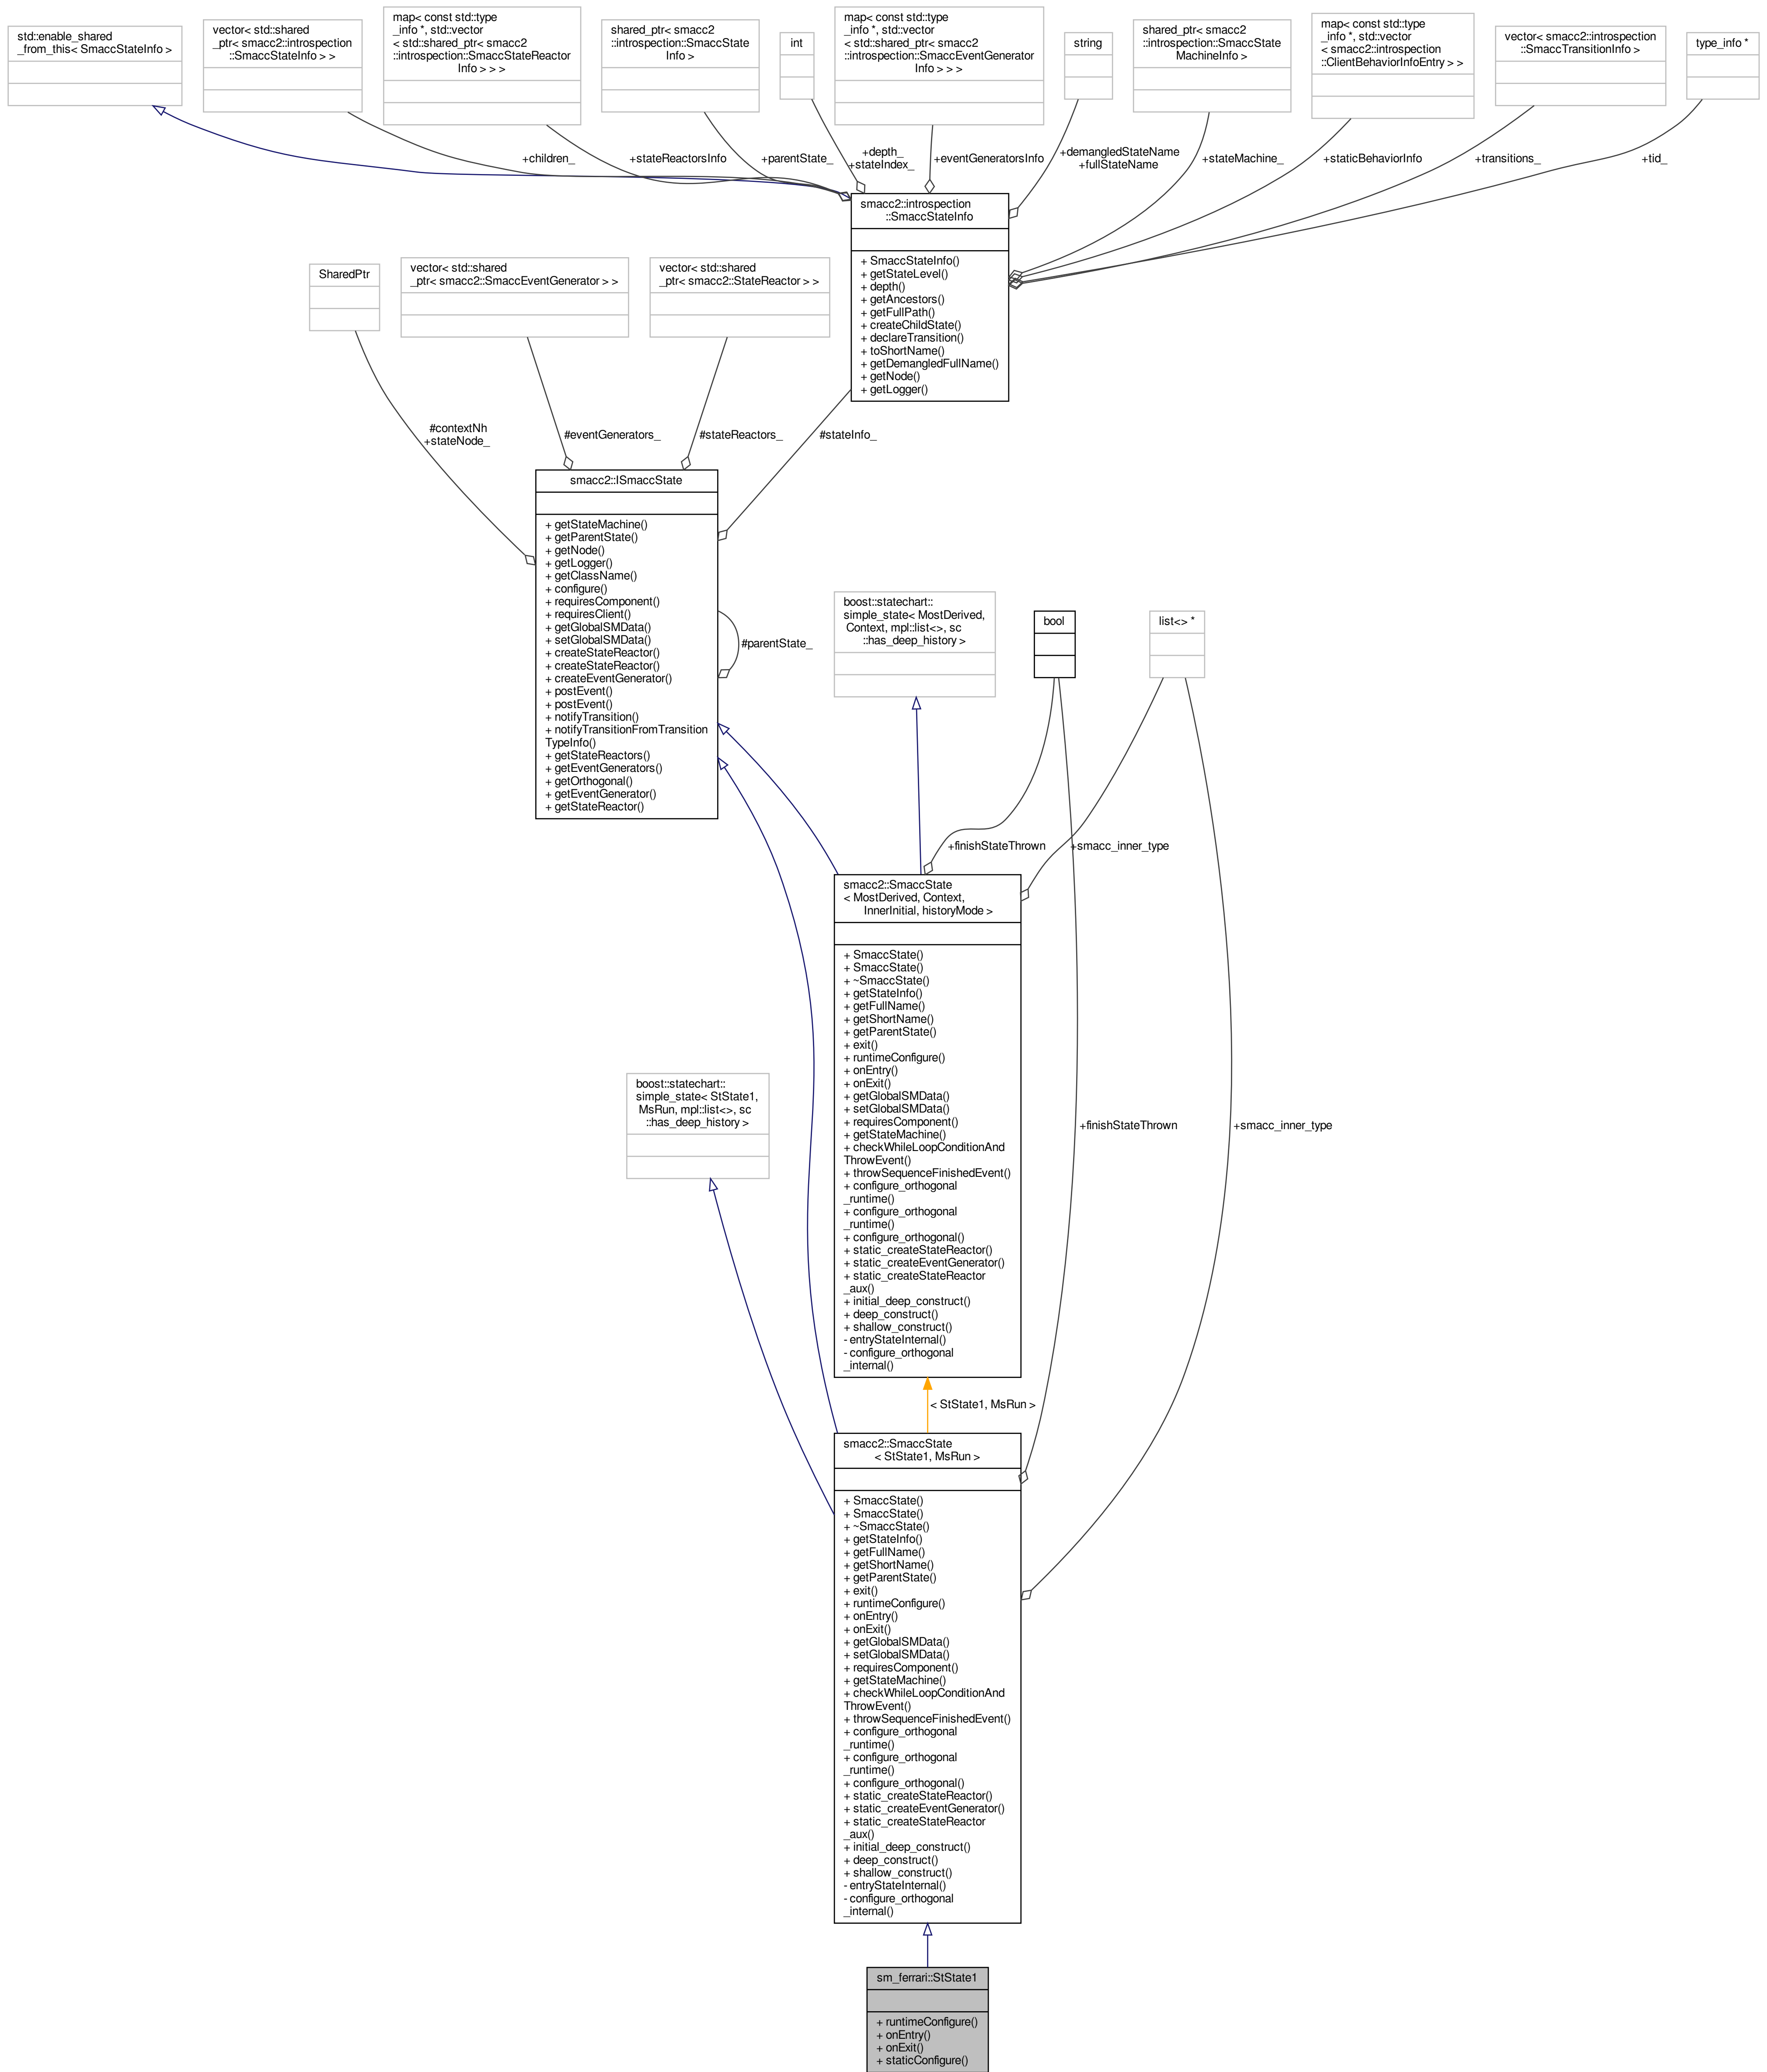 std::enable_shared
_from_this< SmaccStateInfo >
vector< std::shared
_ptr< smacc2::introspection
::SmaccStateInfo > >
map< const std::type
_info *, std::vector
< std::shared_ptr< smacc2
::introspection::SmaccStateReactor
Info > > >
shared_ptr< smacc2
::introspection::SmaccState
Info >
int
map< const std::type
_info *, std::vector
< std::shared_ptr< smacc2
::introspection::SmaccEventGenerator
Info > > >
string
shared_ptr< smacc2
::introspection::SmaccState
MachineInfo >
map< const std::type
_info *, std::vector
< smacc2::introspection
::ClientBehaviorInfoEntry > >
vector< smacc2::introspection
::SmaccTransitionInfo >
type_info *
+children_
+stateReactorsInfo
+parentState_
+depth_
+stateIndex_
+eventGeneratorsInfo
+demangledStateName
+fullStateName
+stateMachine_
+staticBehaviorInfo
+transitions_
+tid_
smacc2::introspection
::SmaccStateInfo
+ SmaccStateInfo()
+ getStateLevel()
+ depth()
+ getAncestors()
+ getFullPath()
+ createChildState()
+ declareTransition()
+ toShortName()
+ getDemangledFullName()
+ getNode()
+ getLogger()
SharedPtr
vector< std::shared
_ptr< smacc2::SmaccEventGenerator > >
vector< std::shared
_ptr< smacc2::StateReactor > >
#contextNh
+stateNode_
#eventGenerators_
#stateReactors_
#stateInfo_
smacc2::ISmaccState
+ getStateMachine()
+ getParentState()
+ getNode()
+ getLogger()
+ getClassName()
+ configure()
+ requiresComponent()
+ requiresClient()
+ getGlobalSMData()
+ setGlobalSMData()
+ createStateReactor()
+ createStateReactor()
+ createEventGenerator()
+ postEvent()
+ postEvent()
+ notifyTransition()
+ notifyTransitionFromTransition
TypeInfo()
+ getStateReactors()
+ getEventGenerators()
+ getOrthogonal()
+ getEventGenerator()
+ getStateReactor()
#parentState_
boost::statechart::
simple_state< MostDerived,
Context, mpl::list<>, sc
::has_deep_history >
bool
list<> *
+finishStateThrown
+smacc_inner_type
smacc2::SmaccState
< MostDerived, Context,
InnerInitial, historyMode >
+ SmaccState()
+ SmaccState()
+ ~SmaccState()
+ getStateInfo()
+ getFullName()
+ getShortName()
+ getParentState()
+ exit()
+ runtimeConfigure()
+ onEntry()
+ onExit()
+ getGlobalSMData()
+ setGlobalSMData()
+ requiresComponent()
+ getStateMachine()
+ checkWhileLoopConditionAnd
ThrowEvent()
+ throwSequenceFinishedEvent()
+ configure_orthogonal
_runtime()
+ configure_orthogonal
_runtime()
+ configure_orthogonal()
+ static_createStateReactor()
+ static_createEventGenerator()
+ static_createStateReactor
_aux()
+ initial_deep_construct()
+ deep_construct()
+ shallow_construct()
- entryStateInternal()
- configure_orthogonal
_internal()
boost::statechart::
simple_state< StState1,
MsRun, mpl::list<>, sc
::has_deep_history >
+finishStateThrown
+smacc_inner_type
< StState1, MsRun >
smacc2::SmaccState
< StState1, MsRun >
+ SmaccState()
+ SmaccState()
+ ~SmaccState()
+ getStateInfo()
+ getFullName()
+ getShortName()
+ getParentState()
+ exit()
+ runtimeConfigure()
+ onEntry()
+ onExit()
+ getGlobalSMData()
+ setGlobalSMData()
+ requiresComponent()
+ getStateMachine()
+ checkWhileLoopConditionAnd
ThrowEvent()
+ throwSequenceFinishedEvent()
+ configure_orthogonal
_runtime()
+ configure_orthogonal
_runtime()
+ configure_orthogonal()
+ static_createStateReactor()
+ static_createEventGenerator()
+ static_createStateReactor
_aux()
+ initial_deep_construct()
+ deep_construct()
+ shallow_construct()
- entryStateInternal()
- configure_orthogonal
_internal()
sm_ferrari::StState1
+ runtimeConfigure()
+ onEntry()
+ onExit()
+ staticConfigure()